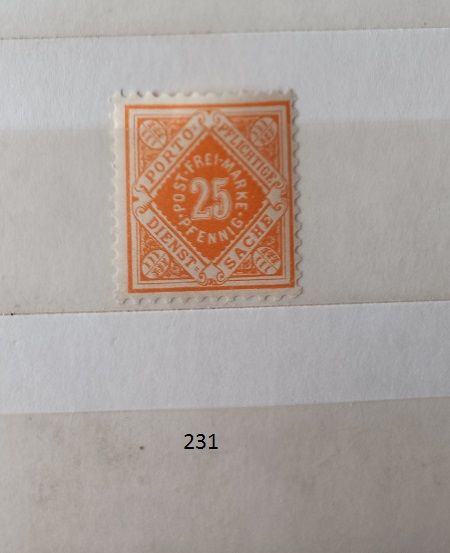 PORTO
PFLICHTIGE
DIENST
SACHE
POST-FREI-MARKE
25
PFENNIG
231